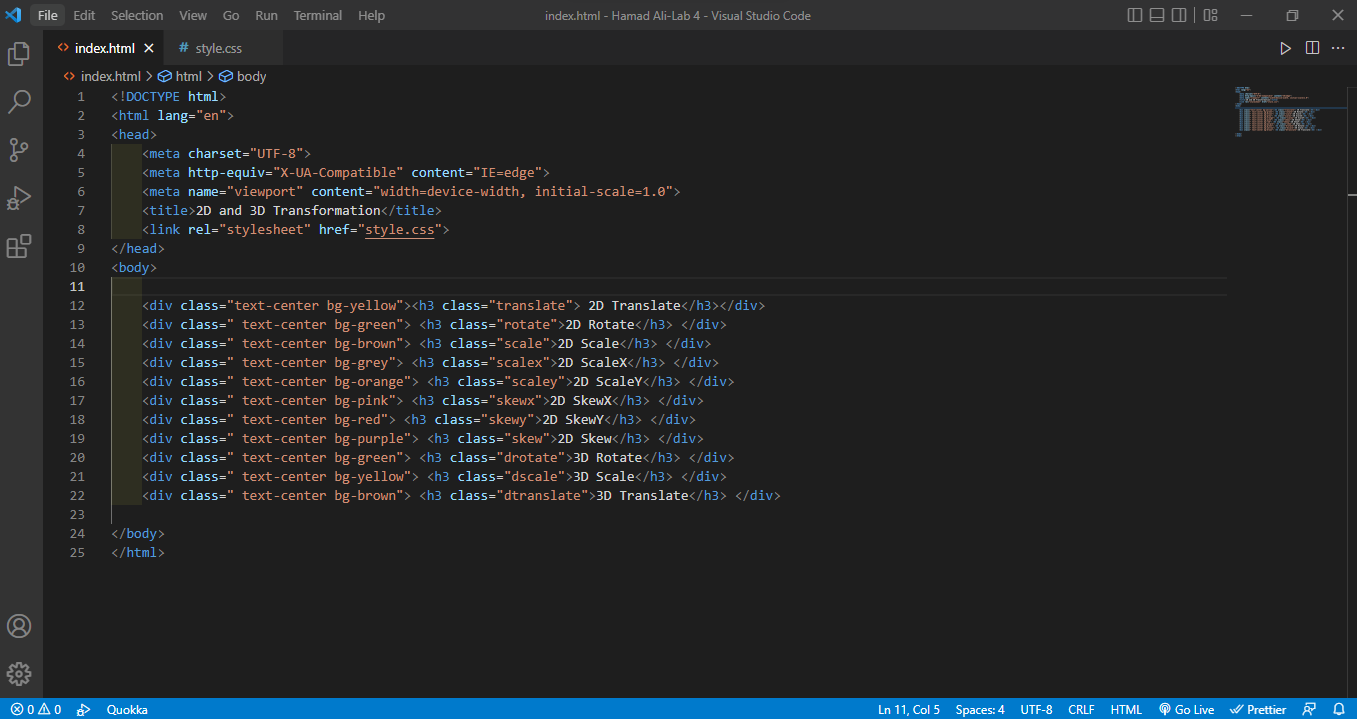 File Edit Selection View Go Run Terminal Help index.html - Hamad Ali-Lab 4 - Visual Studio Code
<> index.html × # style.css ...
<> index.html > html > body
1 <!DOCTYPE html>
2 <html lang="en">
3 <head>
4 <meta charset="UTF-8">
5 <meta http-equiv="X-UA-Compatible" content="IE=edge">
6 <meta name="viewport" content="width=device-width, initial-scale=1.0">
7 <title>2D and 3D Transformation</title>
8 <link rel="stylesheet" href="style.css">
9 </head>
10 <body>
11
12 <div class="text-center bg-yellow"><h3 class="translate"> 2D Translate</h3></div>
13 <div class=" text-center bg-green"> <h3 class="rotate">2D Rotate</h3> </div>
14 <div class=" text-center bg-brown"> <h3 class="scale">2D Scale</h3> </div>
15 <div class=" text-center bg-grey"> <h3 class="scalex">2D ScaleX</h3> </div>
16 <div class=" text-center bg-orange"> <h3 class="scaley">2D ScaleY</h3> </div>
17 <div class=" text-center bg-pink"> <h3 class="skewx">2D SkewX</h3> </div>
18 <div class=" text-center bg-red"> <h3 class="skewy">2D SkewY</h3> </div>
19 <div class=" text-center bg-purple"> <h3 class="skew">2D Skew</h3> </div>
20 <div class=" text-center bg-green"> <h3 class="drotate">3D Rotate</h3> </div>
21 <div class=" text-center bg-yellow"> <h3 class="dscale">3D Scale</h3> </div>
22 <div class=" text-center bg-brown"> <h3 class="dtranslate">3D Translate</h3> </div>
23
24 </body>
25 </html>
0 0 Quokka Ln 11, Col 5 Spaces: 4 UTF-8 CRLF HTML Go Live Prettier